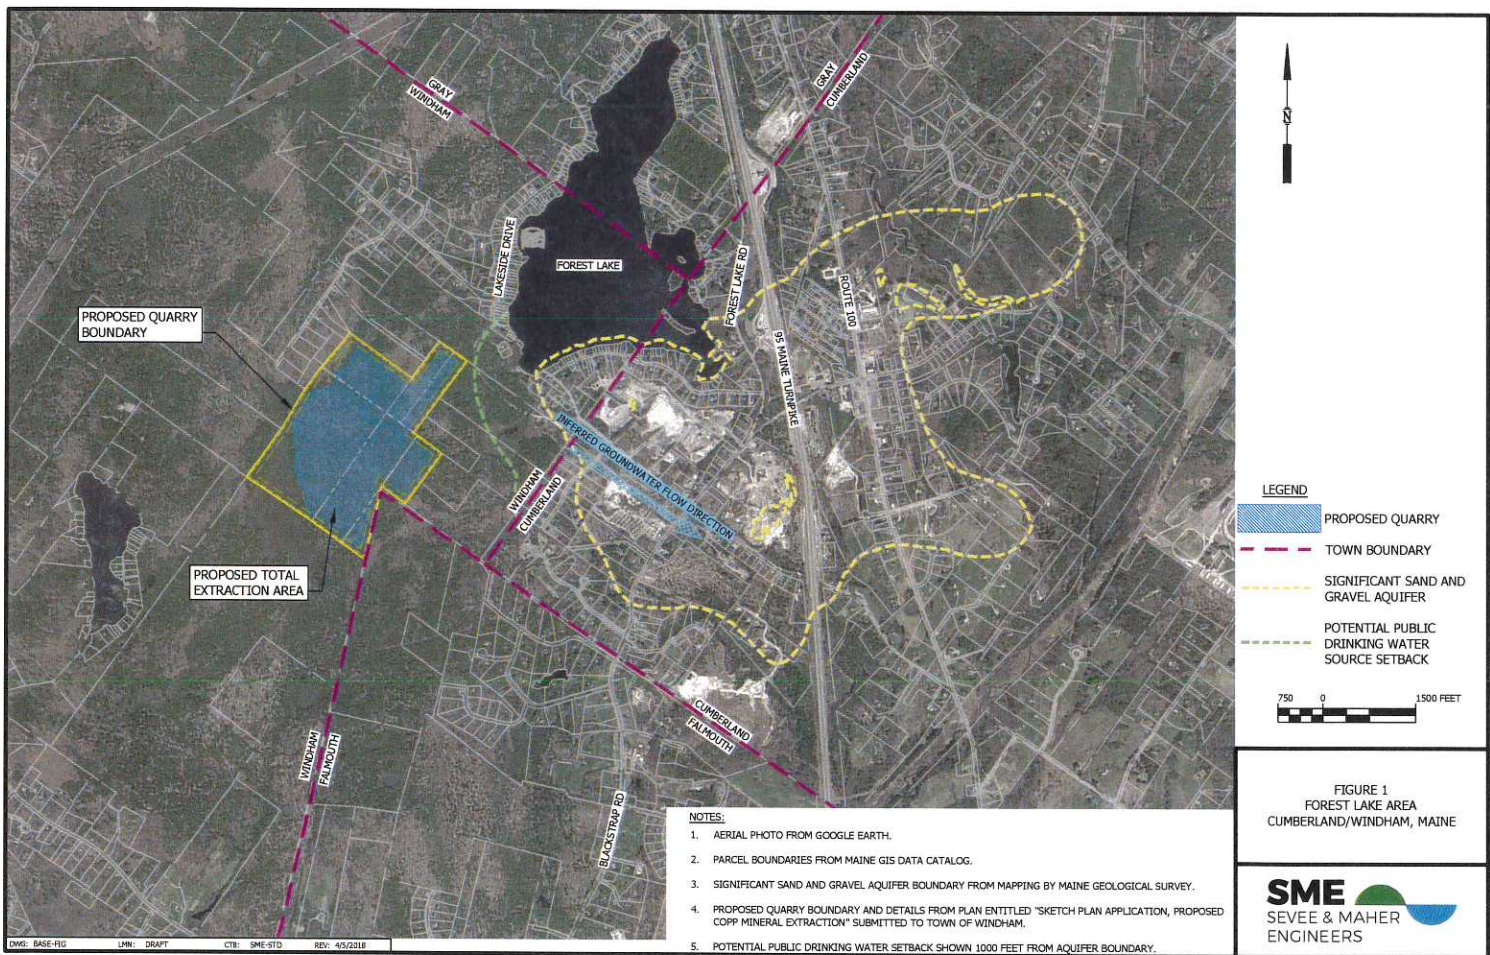 GRAY
WINDHAM
GRAY
CUMBERLAND
LAKESIDE DRIVE
FOREST LAKE
FOREST LAKE RD
ROUTE 100
95 MAINE TURNPIKE
PROPOSED QUARRY
BOUNDARY
INFERRED GROUNDWATER FLOW DIRECTION
WINDHAM
CUMBERLAND
PROPOSED TOTAL
EXTRACTION AREA
CUMBERLAND
FALMOUTH
WINDHAM
FALMOUTH
BLACKSTRAP RD
N
LEGEND
PROPOSED QUARRY
TOWN BOUNDARY
SIGNIFICANT SAND AND
GRAVEL AQUIFER
POTENTIAL PUBLIC
DRINKING WATER
SOURCE SETBACK
750 0 1500 FEET
NOTES:
1. AERIAL PHOTO FROM GOOGLE EARTH.
2. PARCEL BOUNDARIES FROM MAINE GIS DATA CATALOG.
3. SIGNIFICANT SAND AND GRAVEL AQUIFER BOUNDARY FROM MAPPING BY MAINE GEOLOGICAL SURVEY.
4. PROPOSED QUARRY BOUNDARY AND DETAILS FROM PLAN ENTITLED "SKETCH PLAN APPLICATION, PROPOSED
COPP MINERAL EXTRACTION" SUBMITTED TO TOWN OF WINDHAM.
5. POTENTIAL PUBLIC DRINKING WATER SETBACK SHOWN 1000 FEET FROM AQUIFER BOUNDARY.
FIGURE 1
FOREST LAKE AREA
CUMBERLAND/WINDHAM, MAINE
SME
SEVEE & MAHER
ENGINEERS
DWG: BASE-FIG LMN: DRAFT CTB: SME-STD REV: 4/5/2018